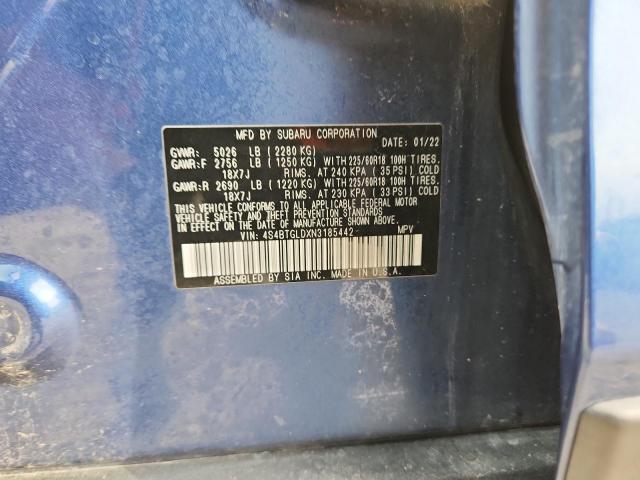 MFD BY SUBARU CORPORATION DATE: 01/22
GVWR: 5026 LB (2280 KG)
GAWR:F 2756 LB (1250 KG) WITH 225/60R18 100H TIRES.
18X7J RIMS. AT 240 KPA (35 PSI) COLD
GAWR:R 2690 LB (1220 KG) WITH 225/60R18 100H TIRES.
18X7J RIMS. AT 230 KPA (33 PSI) COLD
THIS VEHICLE CONFORMS TO ALL APPLICABLE FEDERAL MOTOR
VEHICLE SAFETY AND THEFT PREVENTION STANDARDS IN
EFFECT ON THE DATE OF MANUFACTURE SHOWN ABOVE.
VIN: 4S4BTGLDXN3185442 MPV
ASSEMBLED BY SIA INC. MADE IN U.S.A.